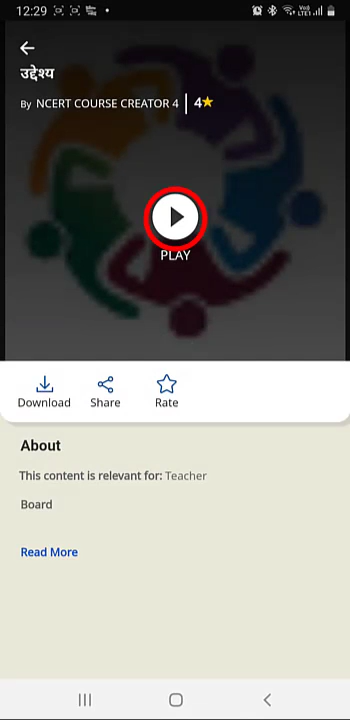 12:29
उद्देश्य
By NCERT COURSE CREATOR 4 | 4★
PLAY
Download Share Rate
About
This content is relevant for: Teacher
Board
Read More